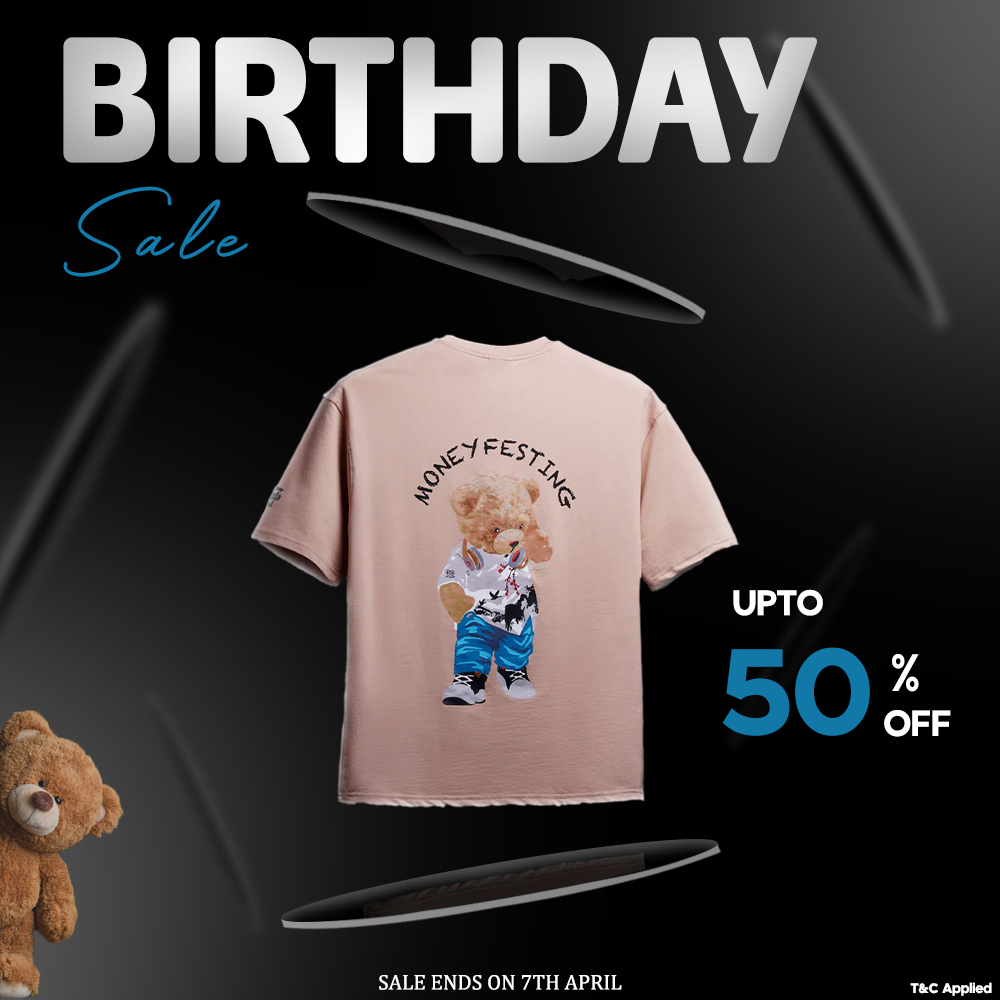 BIRTHDAY
Sale
MONEYFESTING
UPTO
50 %
OFF
SALE ENDS ON 7TH APRIL
T&C Applied